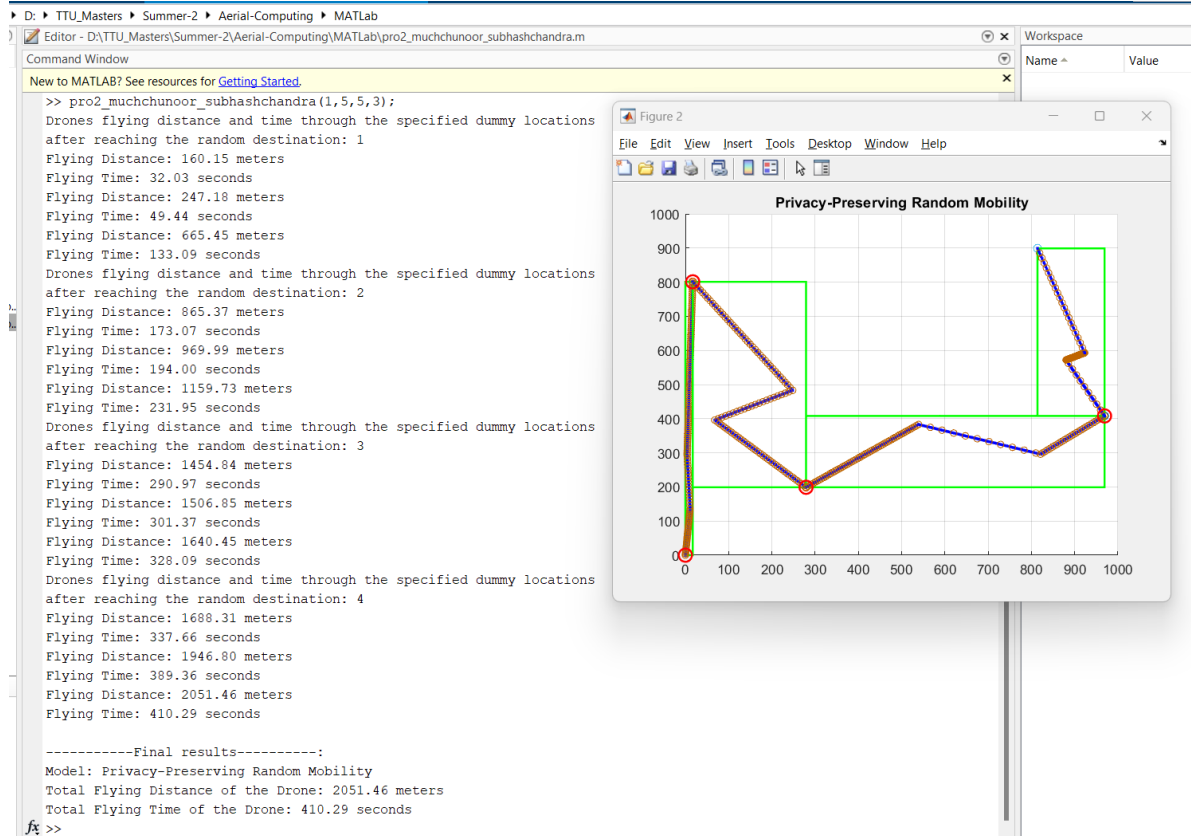 D: ▸ TTU_Masters ▸ Summer-2 ▸ Aerial-Computing ▸ MATLab
Editor - D:\TTU_Masters\Summer-2\Aerial-Computing\MATLab\pro2_muchchunoor_subhashchandra.m
Workspace
Command Window
Name
Value
New to MATLAB? See resources for Getting Started.
>> pro2_muchchunoor_subhashchandra(1,5,5,3);
Drones flying distance and time through the specified dummy locations
after reaching the random destination: 1
Flying Distance: 160.15 meters
Flying Time: 32.03 seconds
Flying Distance: 247.18 meters
Flying Time: 49.44 seconds
Flying Distance: 665.45 meters
Flying Time: 133.09 seconds
Drones flying distance and time through the specified dummy locations
after reaching the random destination: 2
Flying Distance: 865.37 meters
Flying Time: 173.07 seconds
Flying Distance: 969.99 meters
Flying Time: 194.00 seconds
Flying Distance: 1159.73 meters
Flying Time: 231.95 seconds
Drones flying distance and time through the specified dummy locations
after reaching the random destination: 3
Flying Distance: 1454.84 meters
Flying Time: 290.97 seconds
Flying Distance: 1506.85 meters
Flying Time: 301.37 seconds
Flying Distance: 1640.45 meters
Flying Time: 328.09 seconds
Drones flying distance and time through the specified dummy locations
after reaching the random destination: 4
Flying Distance: 1688.31 meters
Flying Time: 337.66 seconds
Flying Distance: 1946.80 meters
Flying Time: 389.36 seconds
Flying Distance: 2051.46 meters
Flying Time: 410.29 seconds
-----------Final results----------:
Model: Privacy-Preserving Random Mobility
Total Flying Distance of the Drone: 2051.46 meters
Total Flying Time of the Drone: 410.29 seconds
fx >>
Figure 2
File Edit View Insert Tools Desktop Window Help
Privacy-Preserving Random Mobility
1000
900
800
700
600
500
400
300
200
100
0
0 100 200 300 400 500 600 700 800 900 1000